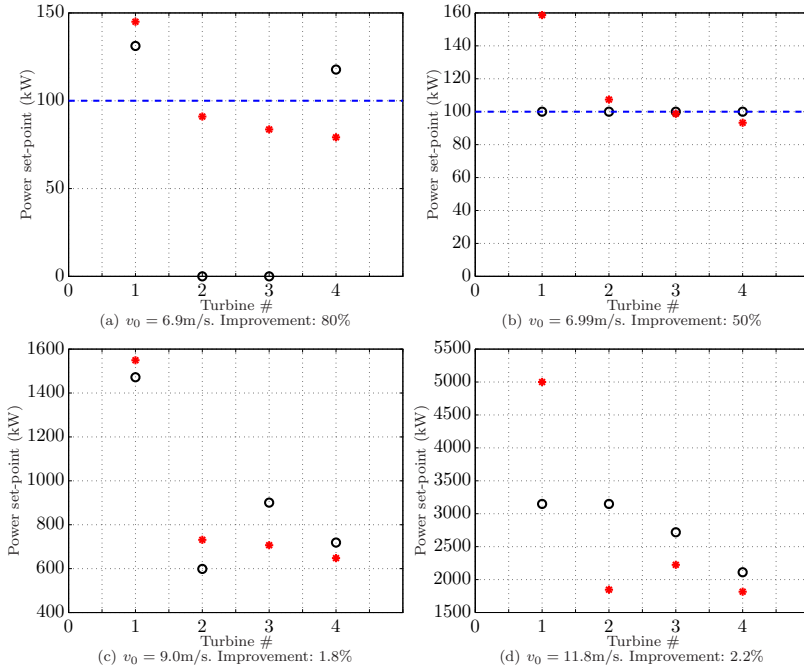 150
100
50
0
Power set-point (kW)
0 1 2 3 4
Turbine #
(a) v₀ = 6.9m/s. Improvement: 80%
160
140
120
100
80
60
40
20
0
Power set-point (kW)
0 1 2 3 4
Turbine #
(b) v₀ = 6.99m/s. Improvement: 50%
1600
1400
1200
1000
800
600
400
Power set-point (kW)
0 1 2 3 4
Turbine #
(c) v₀ = 9.0m/s. Improvement: 1.8%
5500
5000
4500
4000
3500
3000
2500
2000
1500
Power set-point (kW)
0 1 2 3 4
Turbine #
(d) v₀ = 11.8m/s. Improvement: 2.2%